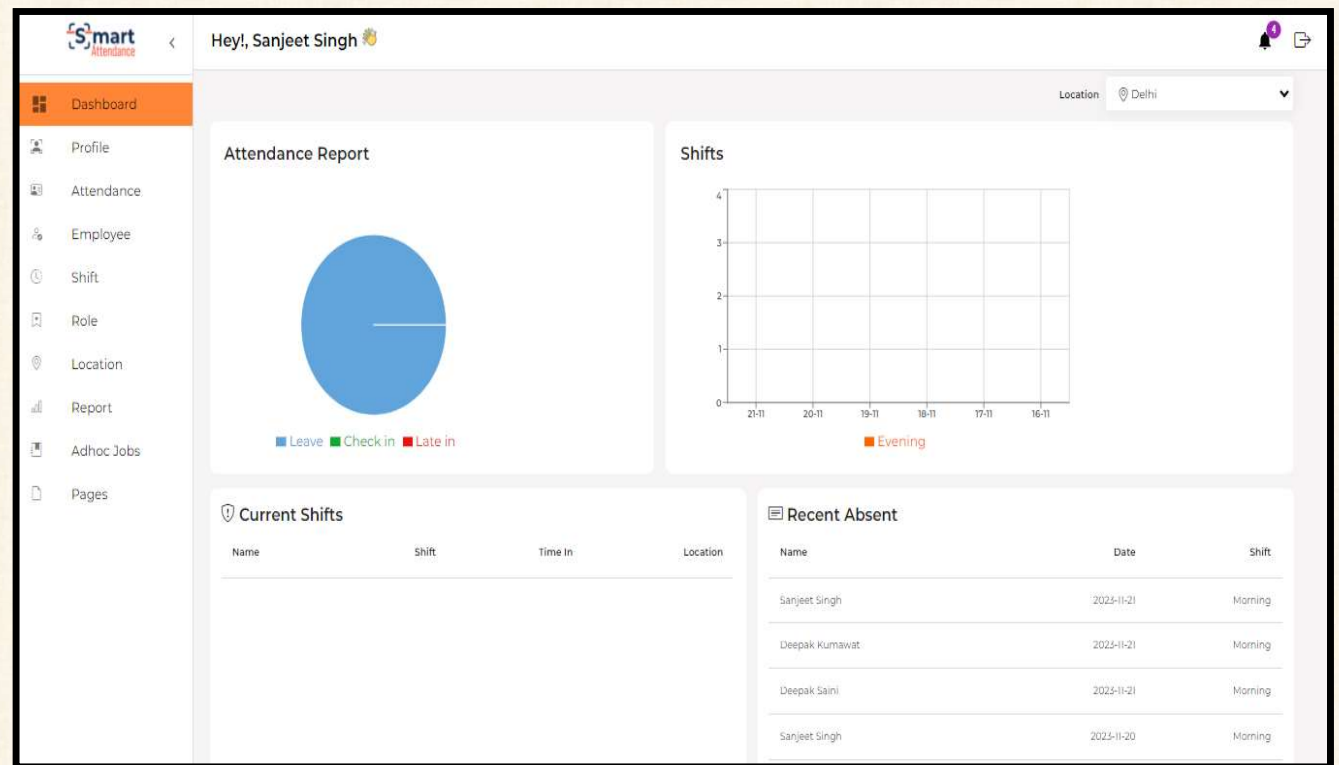 Smart
Attendance
Hey!, Sanjeet Singh
4
Dashboard
Profile
Attendance
Employee
Shift
Role
Location
Report
Adhoc Jobs
Pages
Location Delhi
Attendance Report
Leave Check in Late in
Shifts
4
3
2
1
0
21-11 20-11 19-11 18-11 17-11 16-11
Evening
Current Shifts
Name Shift Time In Location
Recent Absent
Name Date Shift
Sanjeet Singh 2023-11-21 Morning
Deepak Kumawat 2023-11-21 Morning
Deepak Saini 2023-11-21 Morning
Sanjeet Singh 2023-11-20 Morning